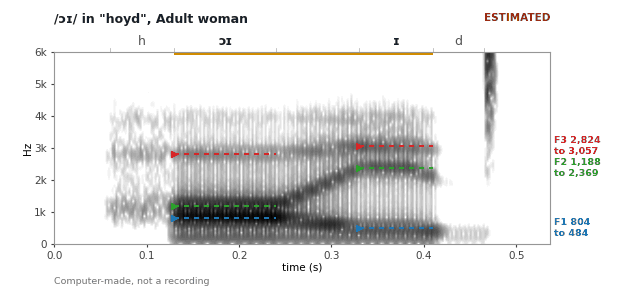 /ɔɪ/ in "hoyd", Adult woman
ESTIMATED
h ɔɪ ɪ d
6k
5k
4k
3k
2k
1k
0
Hz
F3 2,824
to 3,057
F2 1,188
to 2,369
F1 804
to 484
0.0 0.1 0.2 0.3 0.4 0.5
time (s)
Computer-made, not a recording